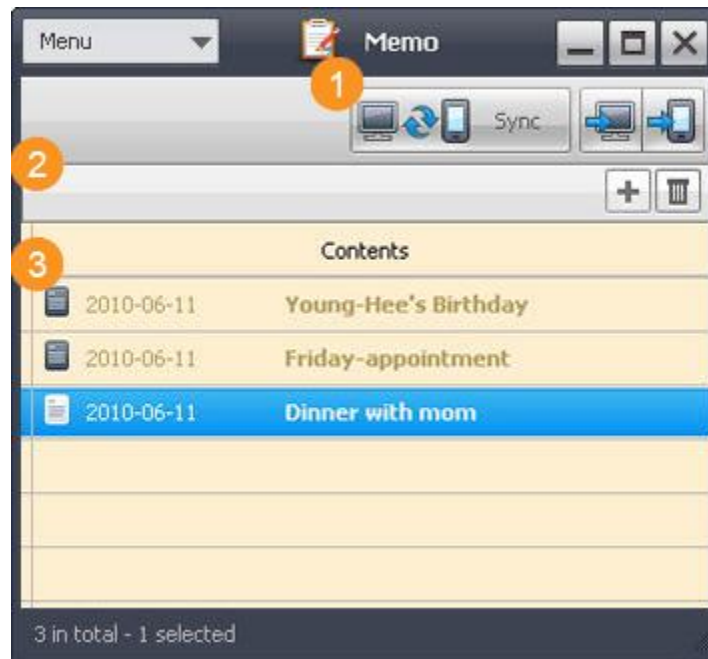 Menu
Memo
1
Sync
2
3
Contents
2010-06-11 Young-Hee's Birthday
2010-06-11 Friday-appointment
2010-06-11 Dinner with mom
3 in total - 1 selected